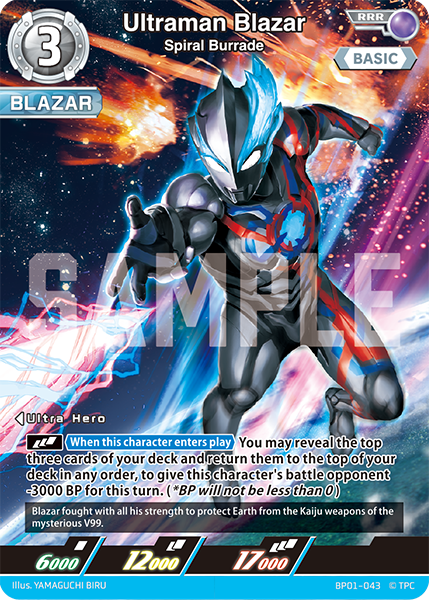 Ultraman Blazar
Spiral Burrade
3
RRR
BASIC
BLAZAR
SAMPLE
Ultra Hero
When this character enters play You may reveal the top
three cards of your deck and return them to the top of your
deck in any order, to give this character's battle opponent
-3000 BP for this turn. (*BP will not be less than 0)
Blazar fought with all his strength to protect Earth from the Kaiju weapons of the
mysterious V99.
6000 12000 17000
Illus. YAMAGUCHI BIRU BP01-043 © TPC